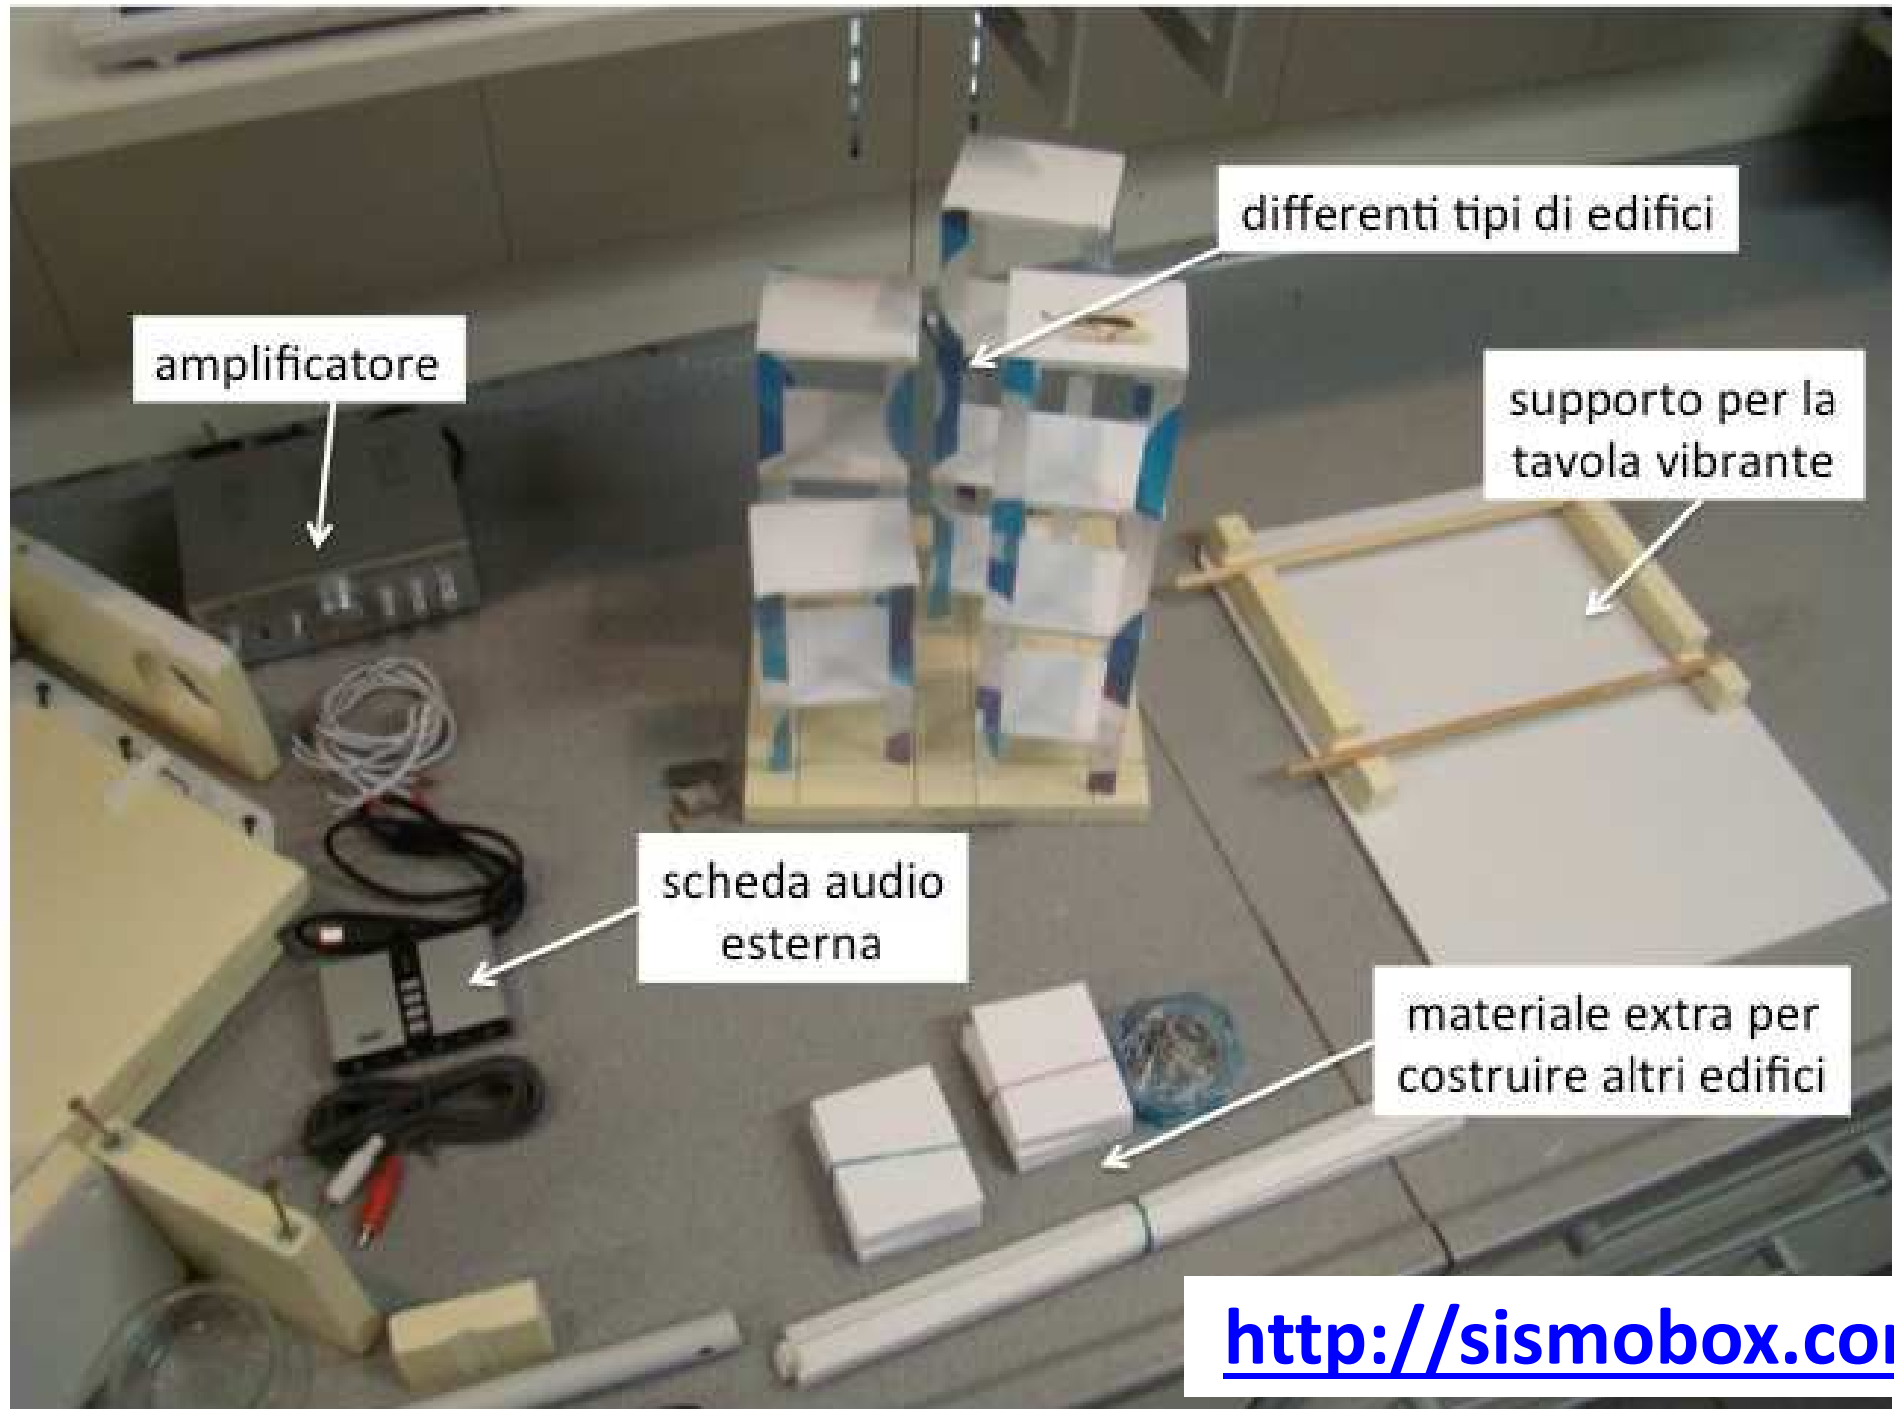 differenti tipi di edifici
amplificatore
supporto per la
tavola vibrante
scheda audio
esterna
materiale extra per
costruire altri edifici
http://sismobox.co